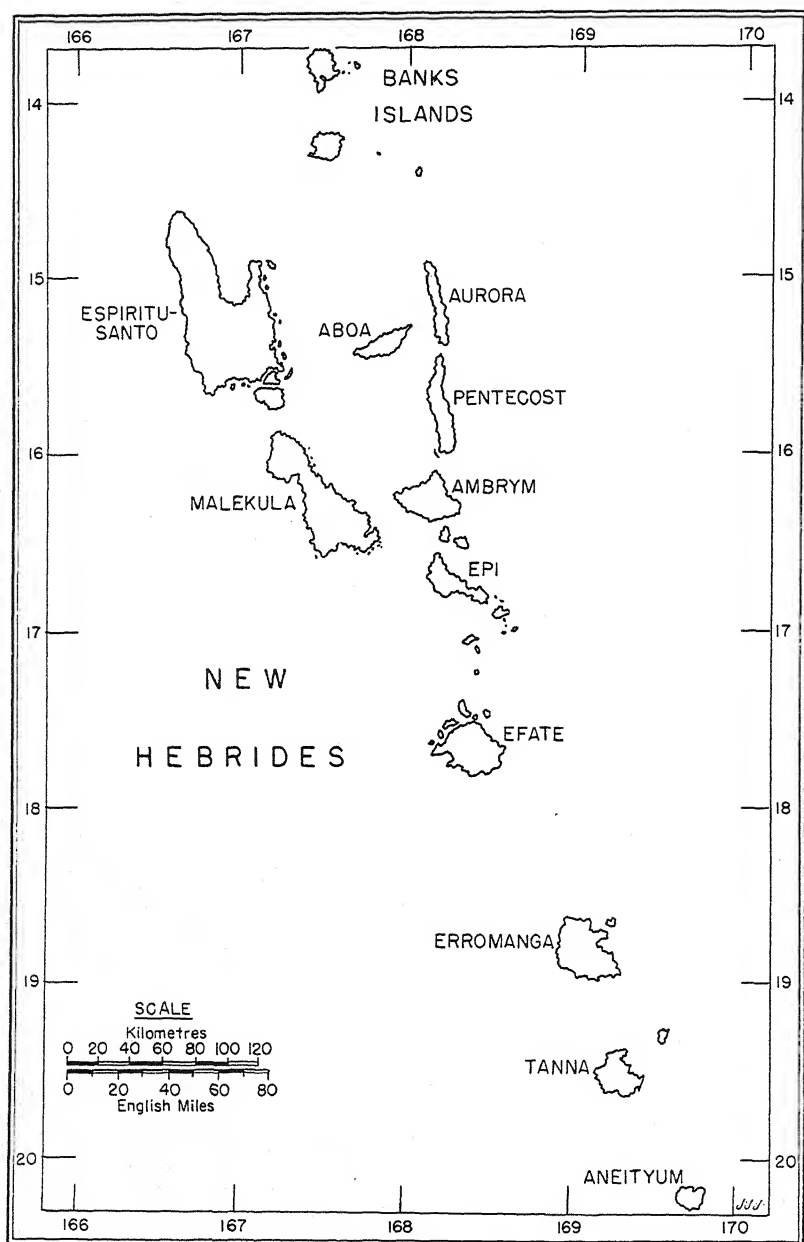 166 167 168 169 170
BANKS
ISLANDS
14 14
15 15
AURORA
ESPIRITU-
SANTO
ABOA
PENTECOST
16 16
AMBRYM
MALEKULA
EPI
17 17
NEW
EFATE
HEBRIDES
18 18
ERROMANGA
19 19
SCALE
Kilometres
0 20 40 60 80 100 120
0 20 40 60 80
English Miles
TANNA
20 20
ANEITYUM
JJJ.
166 167 168 169 170